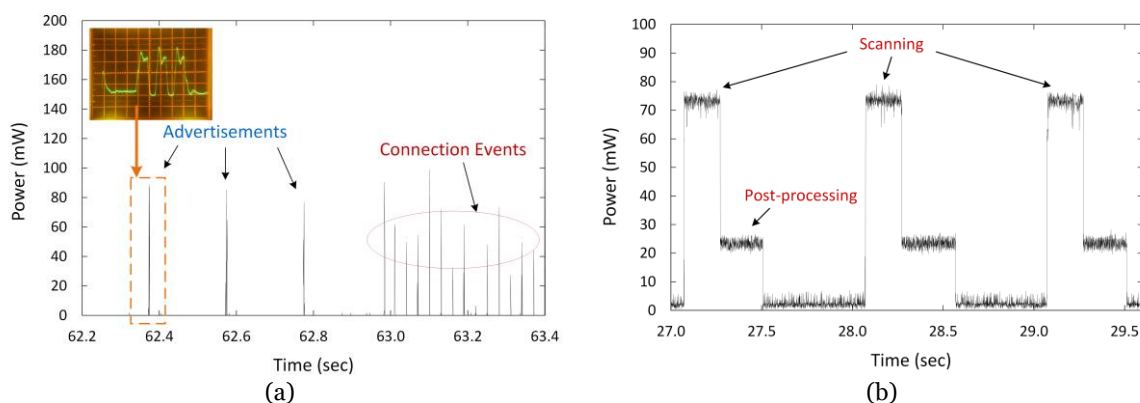 200
180
160
140
120
100
80
60
40
20
0
Power (mW)
Advertisements
Connection Events
62.2 62.4 62.6 62.8 63.0 63.2 63.4
Time (sec)
(a)
100
90
80
70
60
50
40
30
20
10
0
Power (mW)
Scanning
Post-processing
27.0 27.5 28.0 28.5 29.0 29.5
Time (sec)
(b)